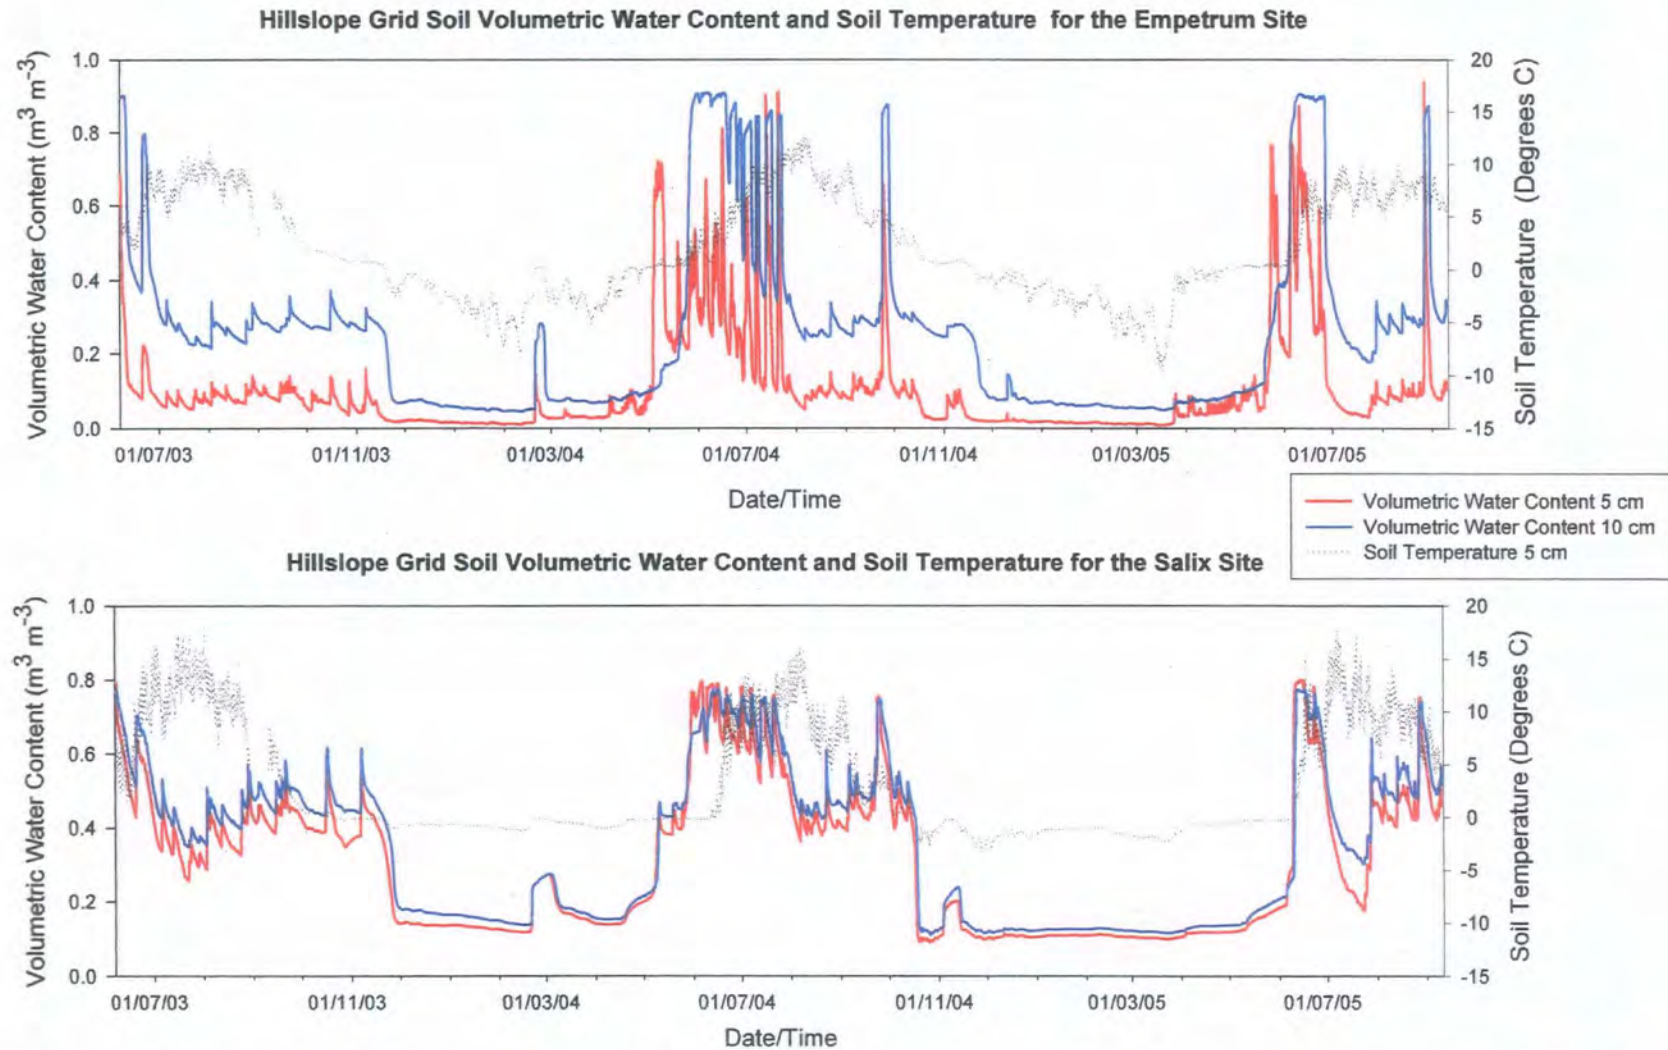 Hillslope Grid Soil Volumetric Water Content and Soil Temperature for the Empetrum Site
Volumetric Water Content (m³ m⁻³)
1.0
0.8
0.6
0.4
0.2
0.0
20
15
10
5
0
-5
-10
-15
Soil Temperature (Degrees C)
01/07/03 01/11/03 01/03/04 01/07/04 01/11/04 01/03/05 01/07/05
Date/Time
Volumetric Water Content 5 cm
Volumetric Water Content 10 cm
Soil Temperature 5 cm
Hillslope Grid Soil Volumetric Water Content and Soil Temperature for the Salix Site
Volumetric Water Content (m³ m⁻³)
1.0
0.8
0.6
0.4
0.2
0.0
20
15
10
5
0
-5
-10
-15
Soil Temperature (Degrees C)
01/07/03 01/11/03 01/03/04 01/07/04 01/11/04 01/03/05 01/07/05
Date/Time